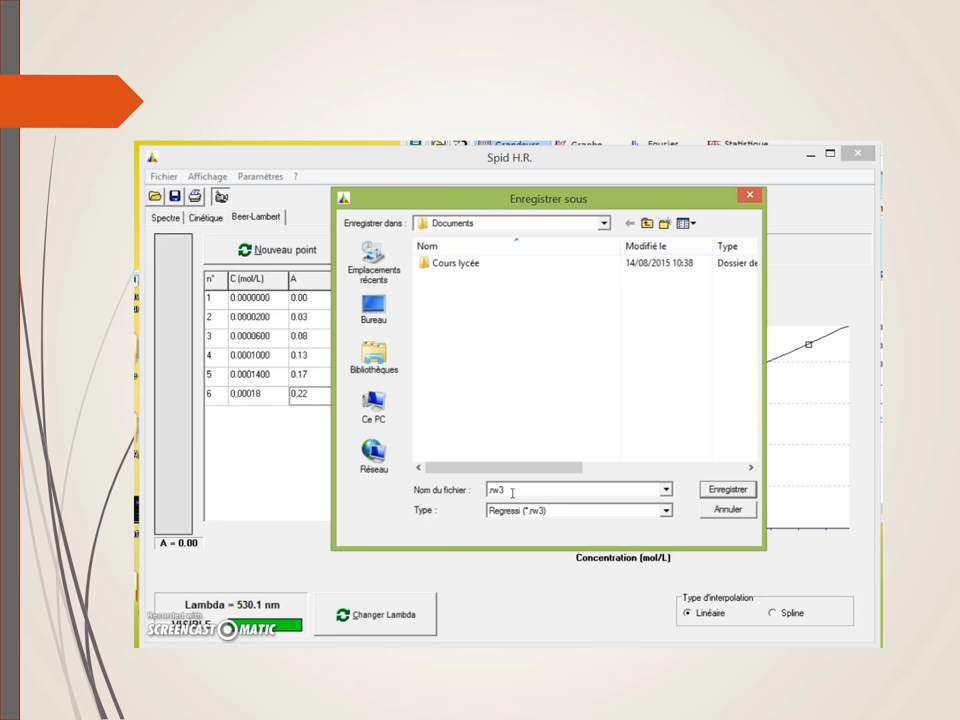 Grandeurs Graphe Fourier Statistique
Spid H.R.
Fichier Affichage Paramètres ?
Enregistrer sous
Spectre Cinétique Beer-Lambert
Enregistrer dans : Documents
Nouveau point
Nom Modifié le Type
Cours lycée 14/08/2015 10:38 Dossier de
Emplacements
récents
Bureau
Bibliothèques
Ce PC
Réseau
n° C (mol/L) A
1 0.0000000 0.00
2 0.0000200 0.03
3 0.0000600 0.08
4 0.0001000 0.13
5 0.0001400 0.17
6 0,00018 0,22
Nom du fichier : .rw3 Enregistrer
Type : Regressi (*.rw3) Annuler
A = 0.00
Concentration (mol/L)
Lambda = 530.1 nm
Changer Lambda
Type d'interpolation
Linéaire Spline
Recorded with
SCREENCAST MATIC